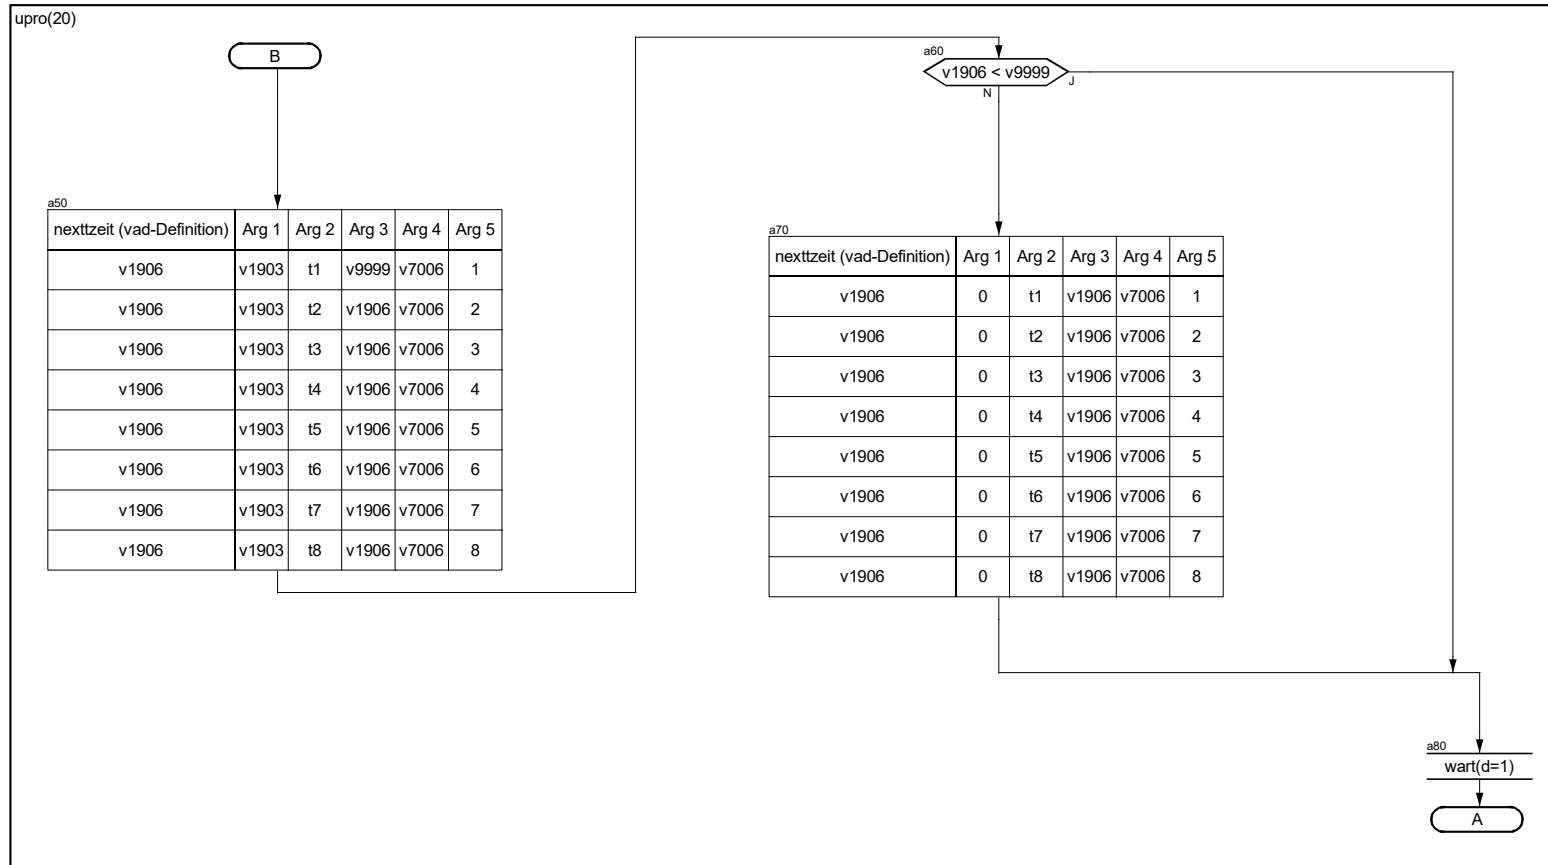 upro(20)
B
a50
nexttzeit (vad-Definition) Arg 1 Arg 2 Arg 3 Arg 4 Arg 5
v1906 v1903 t1 v9999 v7006 1
v1906 v1903 t2 v1906 v7006 2
v1906 v1903 t3 v1906 v7006 3
v1906 v1903 t4 v1906 v7006 4
v1906 v1903 t5 v1906 v7006 5
v1906 v1903 t6 v1906 v7006 6
v1906 v1903 t7 v1906 v7006 7
v1906 v1903 t8 v1906 v7006 8
a60
v1906 < v9999
J
N
a70
nexttzeit (vad-Definition) Arg 1 Arg 2 Arg 3 Arg 4 Arg 5
v1906 0 t1 v1906 v7006 1
v1906 0 t2 v1906 v7006 2
v1906 0 t3 v1906 v7006 3
v1906 0 t4 v1906 v7006 4
v1906 0 t5 v1906 v7006 5
v1906 0 t6 v1906 v7006 6
v1906 0 t7 v1906 v7006 7
v1906 0 t8 v1906 v7006 8
a80
wart(d=1)
A